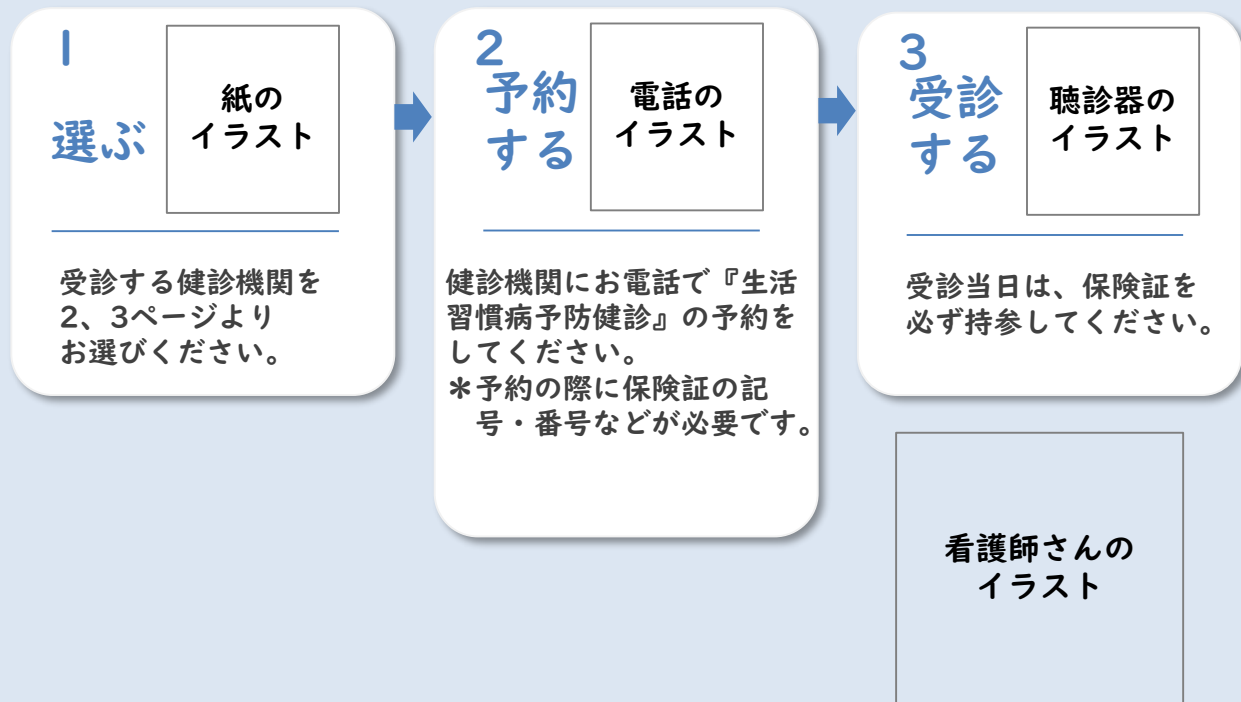 1
選ぶ
紙の
イラスト
受診する健診機関を
2、3ページより
お選びください。
2
予約
する
電話の
イラスト
健診機関にお電話で『生活
習慣病予防健診』の予約を
してください。
＊予約の際に保険証の記
号・番号などが必要です。
3
受診
する
聴診器の
イラスト
受診当日は、保険証を
必ず持参してください。
看護師さんの
イラスト